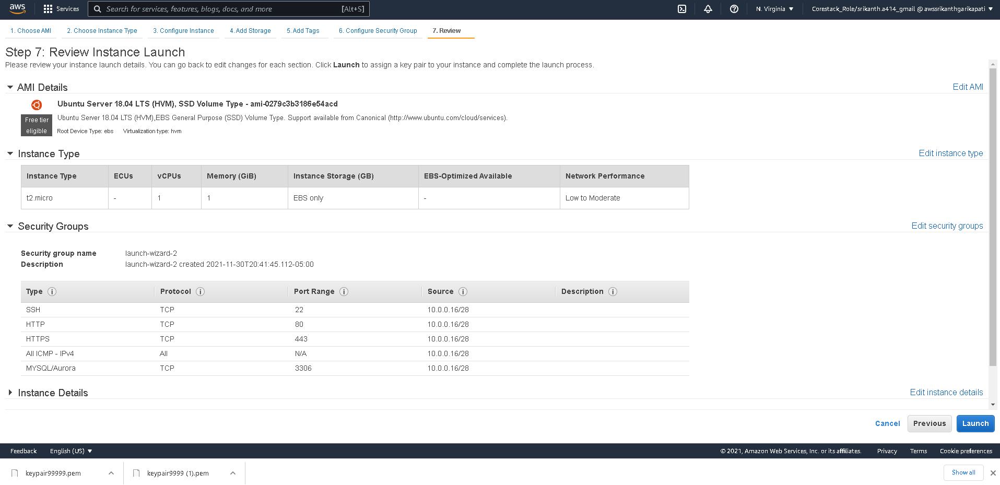 aws Services Search for services, features, blogs, docs, and more [Alt+S] N. Virginia Corestack_Role/srikanth.a414_gmail @ awssrikanthgarikapati
1. Choose AMI 2. Choose Instance Type 3. Configure Instance 4. Add Storage 5. Add Tags 6. Configure Security Group 7. Review
Step 7: Review Instance Launch
Please review your instance launch details. You can go back to edit changes for each section. Click Launch to assign a key pair to your instance and complete the launch process.
AMI Details Edit AMI
Ubuntu Server 18.04 LTS (HVM), SSD Volume Type - ami-0279c3b3186e54acd
Free tier eligible
Ubuntu Server 18.04 LTS (HVM),EBS General Purpose (SSD) Volume Type. Support available from Canonical (http://www.ubuntu.com/cloud/services).
Root Device Type: ebs Virtualization type: hvm
Instance Type Edit instance type
Instance Type ECUs vCPUs Memory (GiB) Instance Storage (GB) EBS-Optimized Available Network Performance
t2.micro - 1 1 EBS only - Low to Moderate
Security Groups Edit security groups
Security group name launch-wizard-2
Description launch-wizard-2 created 2021-11-30T20:41:45.112-05:00
Type i Protocol i Port Range i Source i Description i
SSH TCP 22 10.0.0.16/28
HTTP TCP 80 10.0.0.16/28
HTTPS TCP 443 10.0.0.16/28
All ICMP - IPv4 All N/A 10.0.0.16/28
MYSQL/Aurora TCP 3306 10.0.0.16/28
Instance Details Edit instance details
Cancel Previous Launch
Feedback English (US) © 2021, Amazon Web Services, Inc. or its affiliates. Privacy Terms Cookie preferences
keypair99999.pem keypair9999 (1).pem Show all